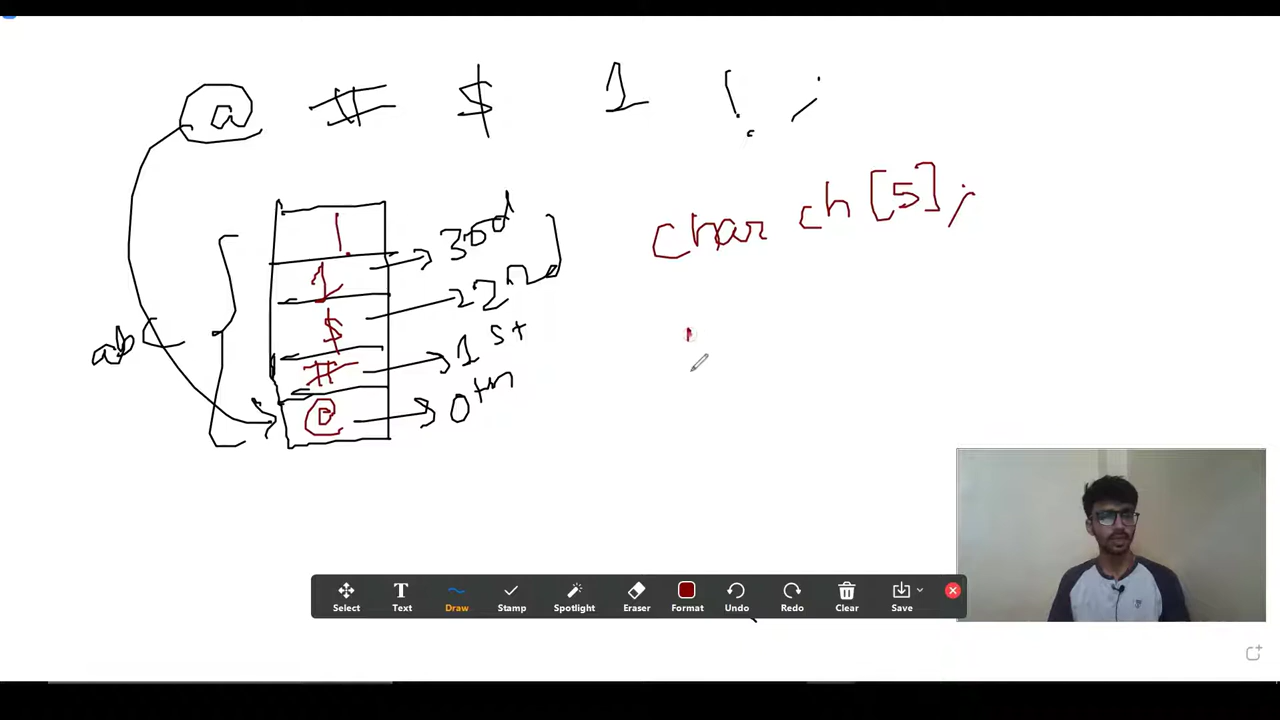 @ # $ 1 ! ;
char ch [5];
!
1 → 3rd
$ 2nd
# → 1st
@ → 0th
ab
Select Text Draw Stamp Spotlight Eraser Format Undo Redo Clear Save